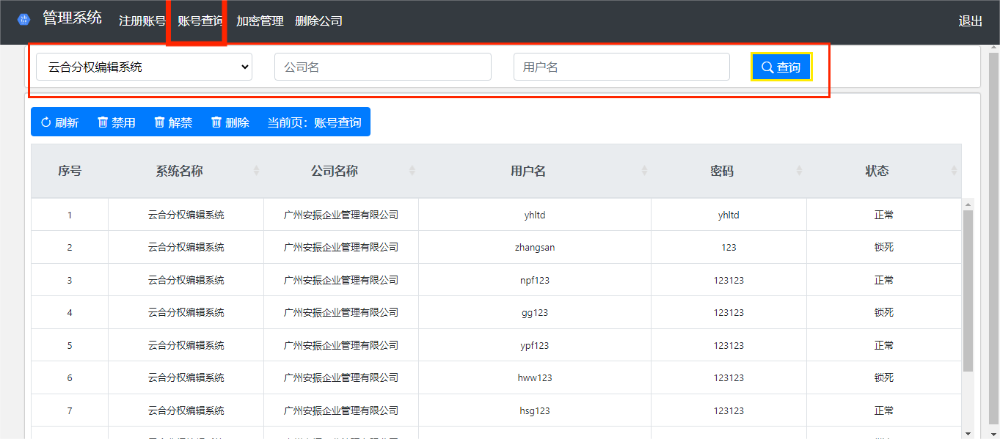 管理系统 注册账号 账号查询 加密管理 删除公司 退出
云合分权编辑系统 公司名 用户名 查询
刷新 禁用 解禁 删除 当前页：账号查询
序号 系统名称 公司名称 用户名 密码 状态
1 云合分权编辑系统 广州安振企业管理有限公司 yhltd yhltd 正常
2 云合分权编辑系统 广州安振企业管理有限公司 zhangsan 123 锁死
3 云合分权编辑系统 广州安振企业管理有限公司 npf123 123123 正常
4 云合分权编辑系统 广州安振企业管理有限公司 gg123 123123 锁死
5 云合分权编辑系统 广州安振企业管理有限公司 ypf123 123123 正常
6 云合分权编辑系统 广州安振企业管理有限公司 hww123 123123 锁死
7 云合分权编辑系统 广州安振企业管理有限公司 hsg123 123123 正常